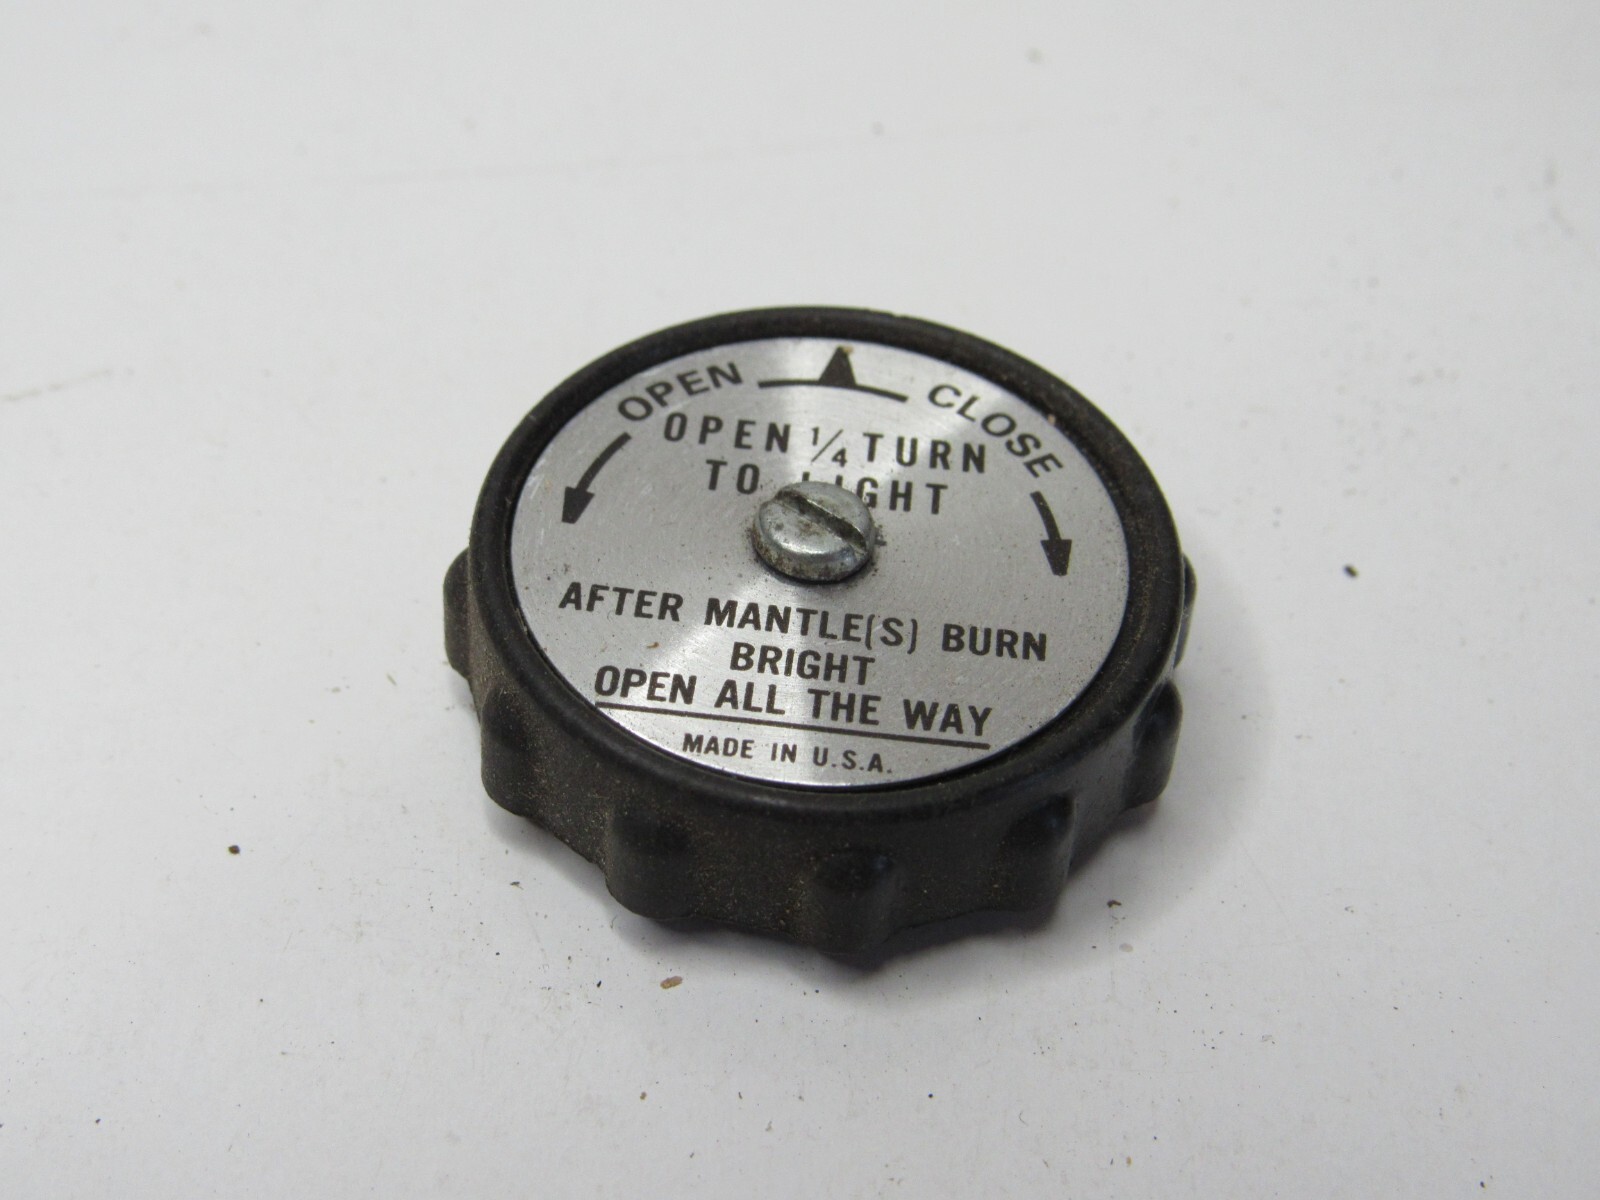 OPEN CLOSE
OPEN 1/4 TURN
TO LIGHT
AFTER MANTLE(S) BURN
BRIGHT
OPEN ALL THE WAY
MADE IN U.S.A.